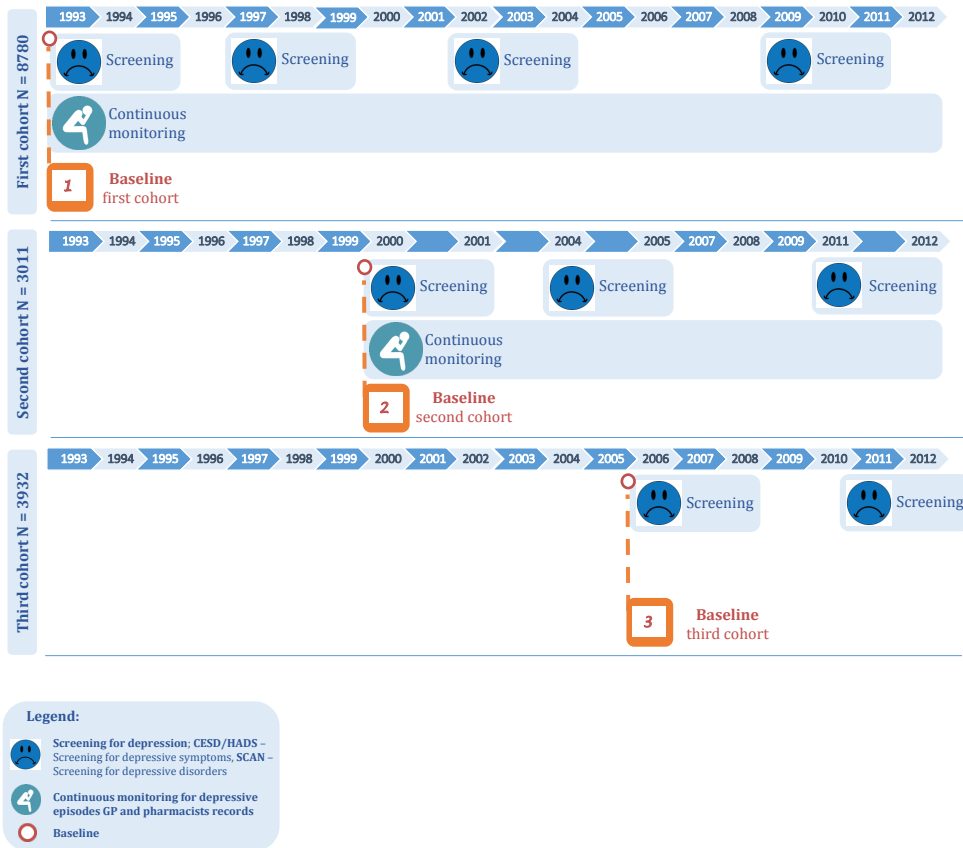 First cohort N = 8780
1993 1994 1995 1996 1997 1998 1999 2000 2001 2002 2003 2004 2005 2006 2007 2008 2009 2010 2011 2012
Screening
Screening
Screening
Screening
Continuous
monitoring
1
Baseline
first cohort
Second cohort N = 3011
1993 1994 1995 1996 1997 1998 1999 2000 2001 2004 2005 2007 2008 2009 2011 2012
Screening
Screening
Screening
Continuous
monitoring
2
Baseline
second cohort
Third cohort N = 3932
1993 1994 1995 1996 1997 1998 1999 2000 2001 2002 2003 2004 2005 2006 2007 2008 2009 2010 2011 2012
Screening
Screening
3
Baseline
third cohort
Legend:
Screening for depression; CESD/HADS –
Screening for depressive symptoms, SCAN –
Screening for depressive disorders
Continuous monitoring for depressive
episodes GP and pharmacists records
Baseline